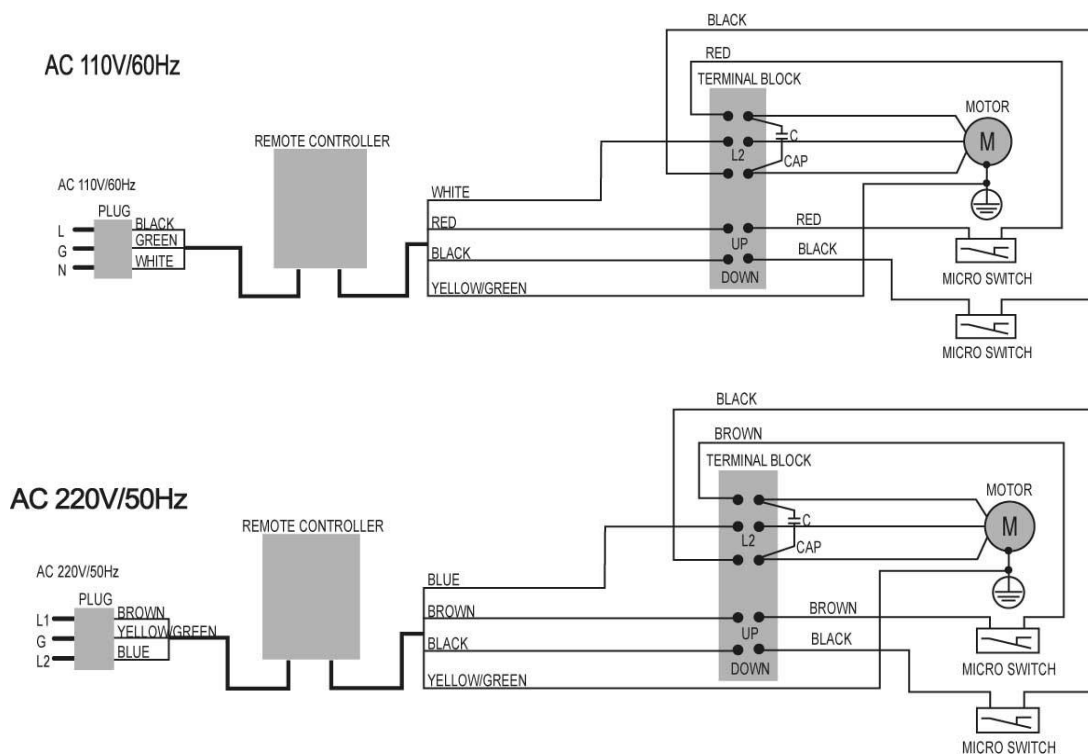 BLACK
AC 110V/60Hz
RED
TERMINAL BLOCK
MOTOR
REMOTE CONTROLLER
C
M
L2
CAP
AC 110V/60Hz
PLUG
WHITE
L
BLACK
RED
RED
G
GREEN
UP
BLACK
BLACK
N
WHITE
DOWN
MICRO SWITCH
YELLOW/GREEN
MICRO SWITCH
BLACK
BROWN
TERMINAL BLOCK
AC 220V/50Hz
MOTOR
REMOTE CONTROLLER
C
M
L2
CAP
AC 220V/50Hz
BLUE
PLUG
BROWN
BROWN
L1
BROWN
UP
G
YELLOW/GREEN
BLACK
BLACK
L2
BLUE
DOWN
MICRO SWITCH
YELLOW/GREEN
MICRO SWITCH